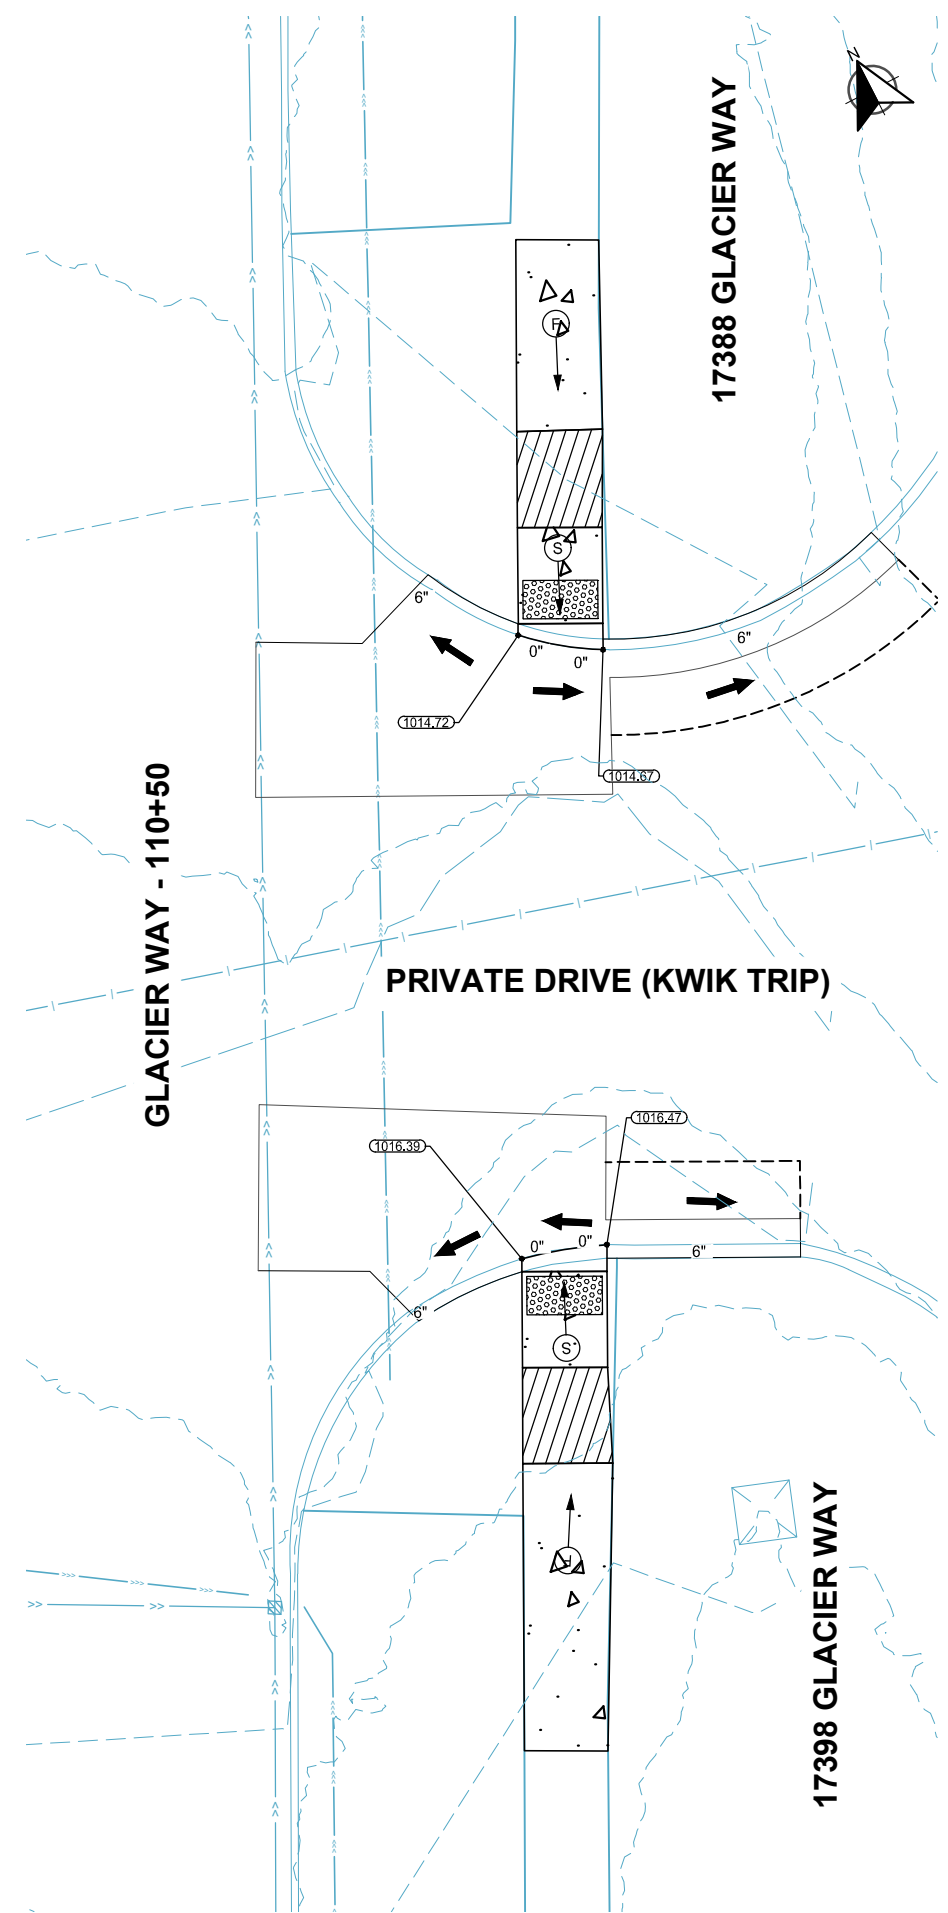 N
17388 GLACIER WAY
F
S
6"
0"
0"
6"
1014.72
1014.67
GLACIER WAY - 110+50
PRIVATE DRIVE (KWIK TRIP)
1016.47
1016.39
0"
0"
6"
6"
S
F
17398 GLACIER WAY